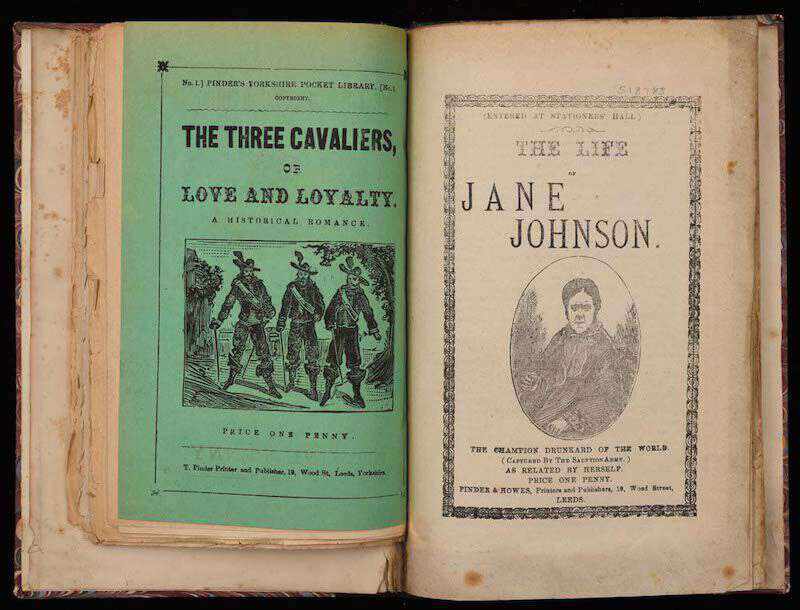 No. 1.] PINDER'S YORKSHIRE POCKET LIBRARY. [No. 1
COPYRIGHT.
THE THREE CAVALIERS,
OR
LOVE AND LOYALTY.
A HISTORICAL ROMANCE.
PRICE ONE PENNY.
T. Pinder Printer and Publisher, 19, Wood St, Leeds, Yorkshire.
(ENTERED AT STATIONERS' HALL)
THE LIFE
OF
JANE
JOHNSON.
THE CHAMTION DRUNKARD OF THE WORLD.
(CAPTURED BY THE ARMY.)
AS RELATED BY HERSELF.
PRICE ONE PENNY.
PINDER & HOWES, Printers and Publishers, 19, Wood Street,
LEEDS.